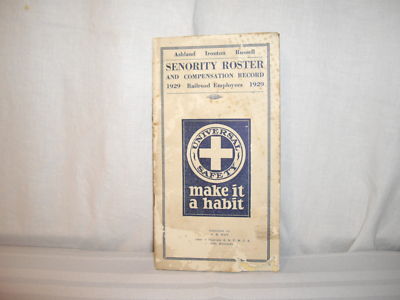 Ashland Ironton Russell
SENORITY ROSTER
AND COMPENSATION RECORD
1929 Railroad Employees 1929
UNIVERSAL
SAFETY
make it
a habit